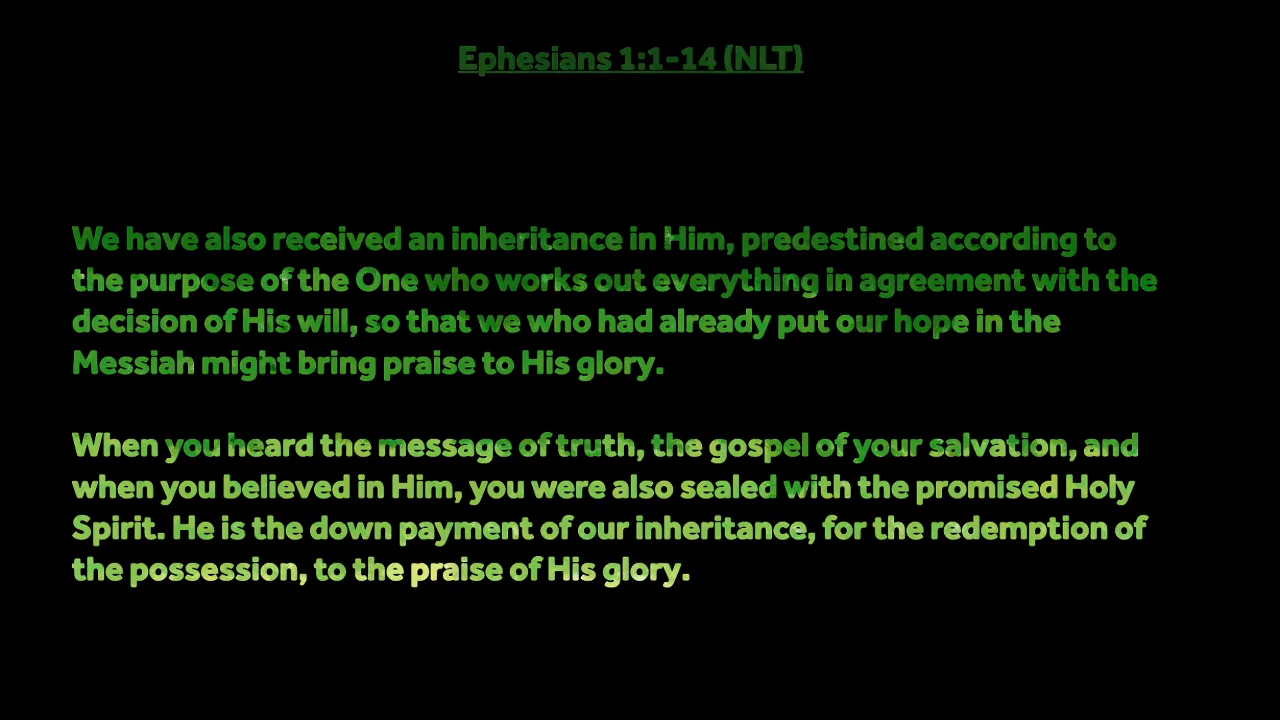 Ephesians 1:1-14 (NLT)
We have also received an inheritance in Him, predestined according to
the purpose of the One who works out everything in agreement with the
decision of His will, so that we who had already put our hope in the
Messiah might bring praise to His glory.
When you heard the message of truth, the gospel of your salvation, and
when you believed in Him, you were also sealed with the promised Holy
Spirit. He is the down payment of our inheritance, for the redemption of
the possession, to the praise of His glory.